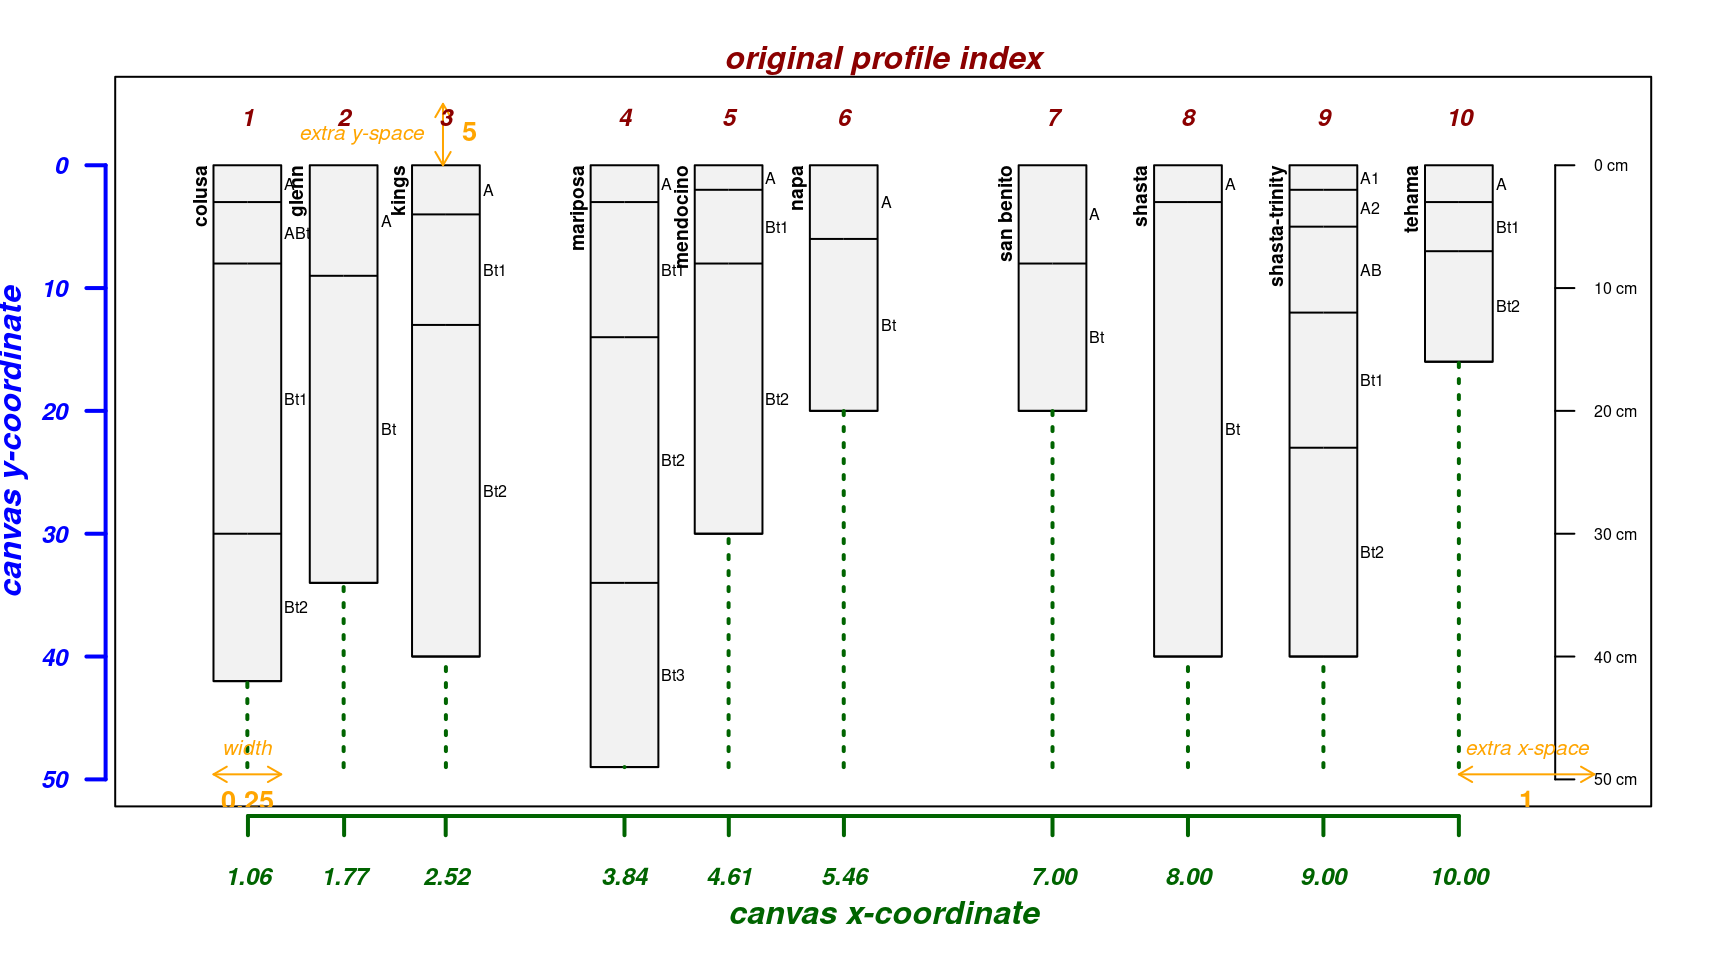 original profile index
1 2 3 4 5 6 7 8 9 10
extra y-space 5
canvas y-coordinate
0
10
20
30
40
50
colusa
A
ABt
Bt1
Bt2
glenn
A
Bt
kings
A
Bt1
Bt2
mariposa
A
Bt1
Bt2
Bt3
mendocino
A
Bt1
Bt2
napa
A
Bt
san benito
A
Bt
shasta
A
Bt
shasta-trinity
A1
A2
AB
Bt1
Bt2
tehama
A
Bt1
Bt2
0 cm
10 cm
20 cm
30 cm
40 cm
50 cm
width
0.25
extra x-space
1
1.06 1.77 2.52 3.84 4.61 5.46 7.00 8.00 9.00 10.00
canvas x-coordinate